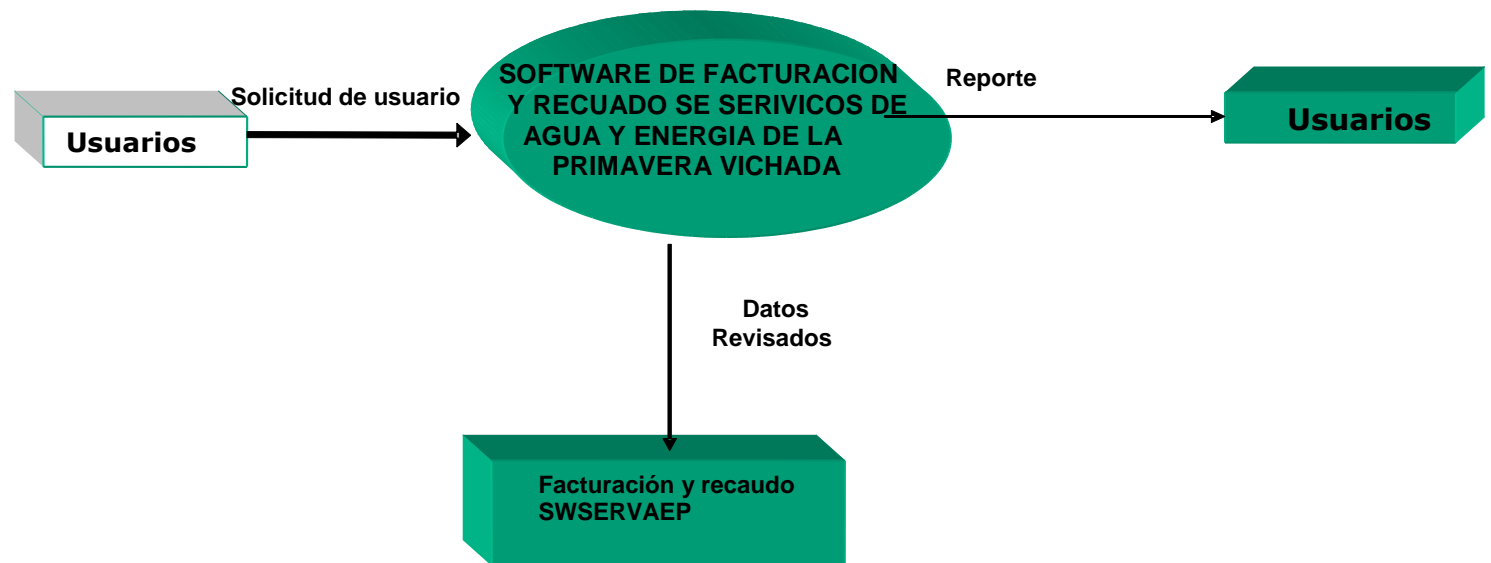 Solicitud de usuario
Usuarios
SOFTWARE DE FACTURACION
Y RECUADO SE SERIVICOS DE
AGUA Y ENERGIA DE LA
PRIMAVERA VICHADA
Reporte
Usuarios
Datos
Revisados
Facturación y recaudo
SWSERVAEP